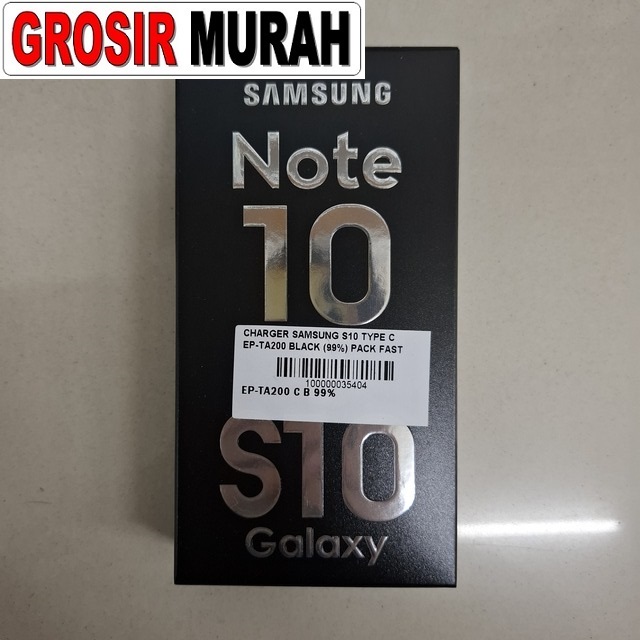 GROSIR MURAH
SAMSUNG
Note
10
CHARGER SAMSUNG S10 TYPE C
EP-TA200 BLACK (99%) PACK FAST
100000035404
EP-TA200 C B 99%
S10
Galaxy